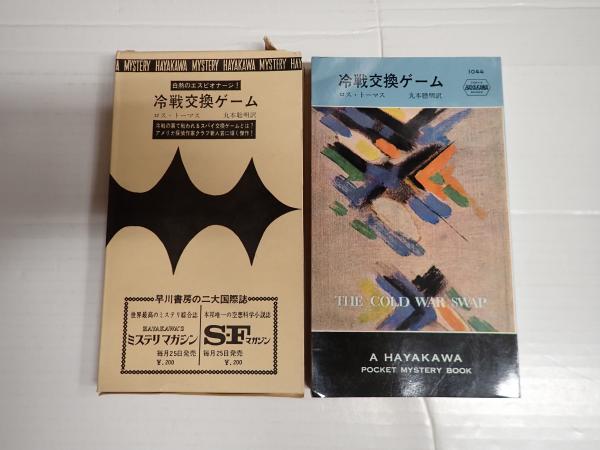 A MYSTERY HAYAKAWA MYSTERY HAYAKAWA MYSTERY HAY
白熱のエスピオナージ!
冷戦交換ゲーム
ロス・トーマス 丸本聰明訳
冷戦の裏で戦われるスパイ交換ゲームとは?
アメリカ探偵作家クラブ新人賞に輝く傑作!
早川書房の二大国際誌
世界最高のミステリ綜合誌
HAYAKAWA'S
ミステリマガジン
毎月25日発売
¥, 200
本邦唯一の空想科学小説誌
SFマガジン
毎月25日発売
¥, 200
冷戦交換ゲーム
ロス・トーマス 丸本聰明訳
1044
HAYAKAWA
THE COLD WAR SWAP
A HAYAKAWA
POCKET MYSTERY BOOK